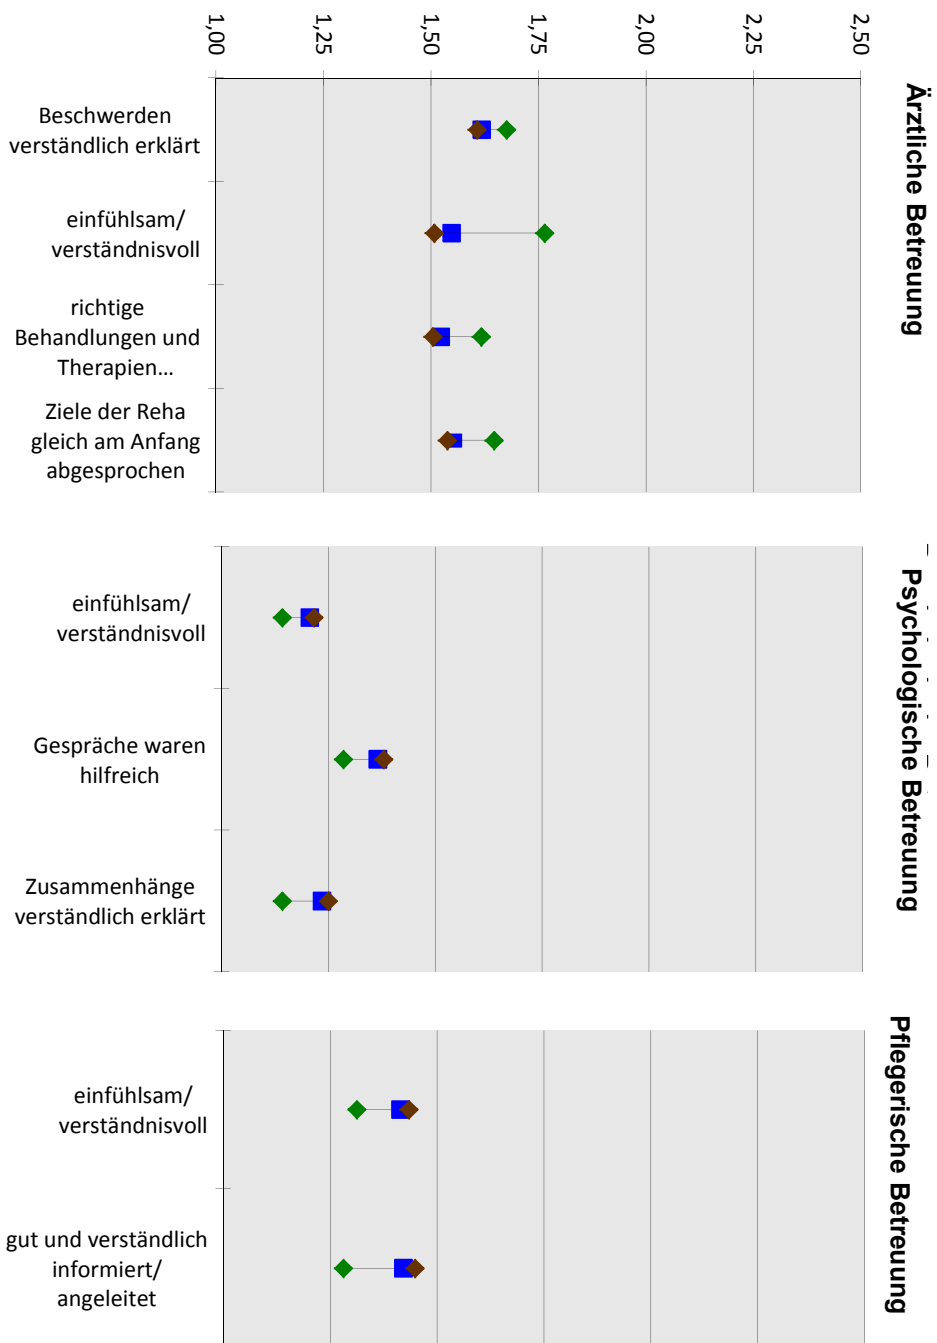 1,00
1,25
1,50
1,75
2,00
2,25
2,50
Ärztliche Betreuung
Beschwerden
verständlich erklärt
einfühlsam/
verständnisvoll
richtige
Behandlungen und
Therapien...
Ziele der Reha
gleich am Anfang
abgesprochen
Psychologische Betreuung
einfühlsam/
verständnisvoll
Gespräche waren
hilfreich
Zusammenhänge
verständlich erklärt
Pflegerische Betreuung
einfühlsam/
verständnisvoll
gut und verständlich
informiert/
angeleitet